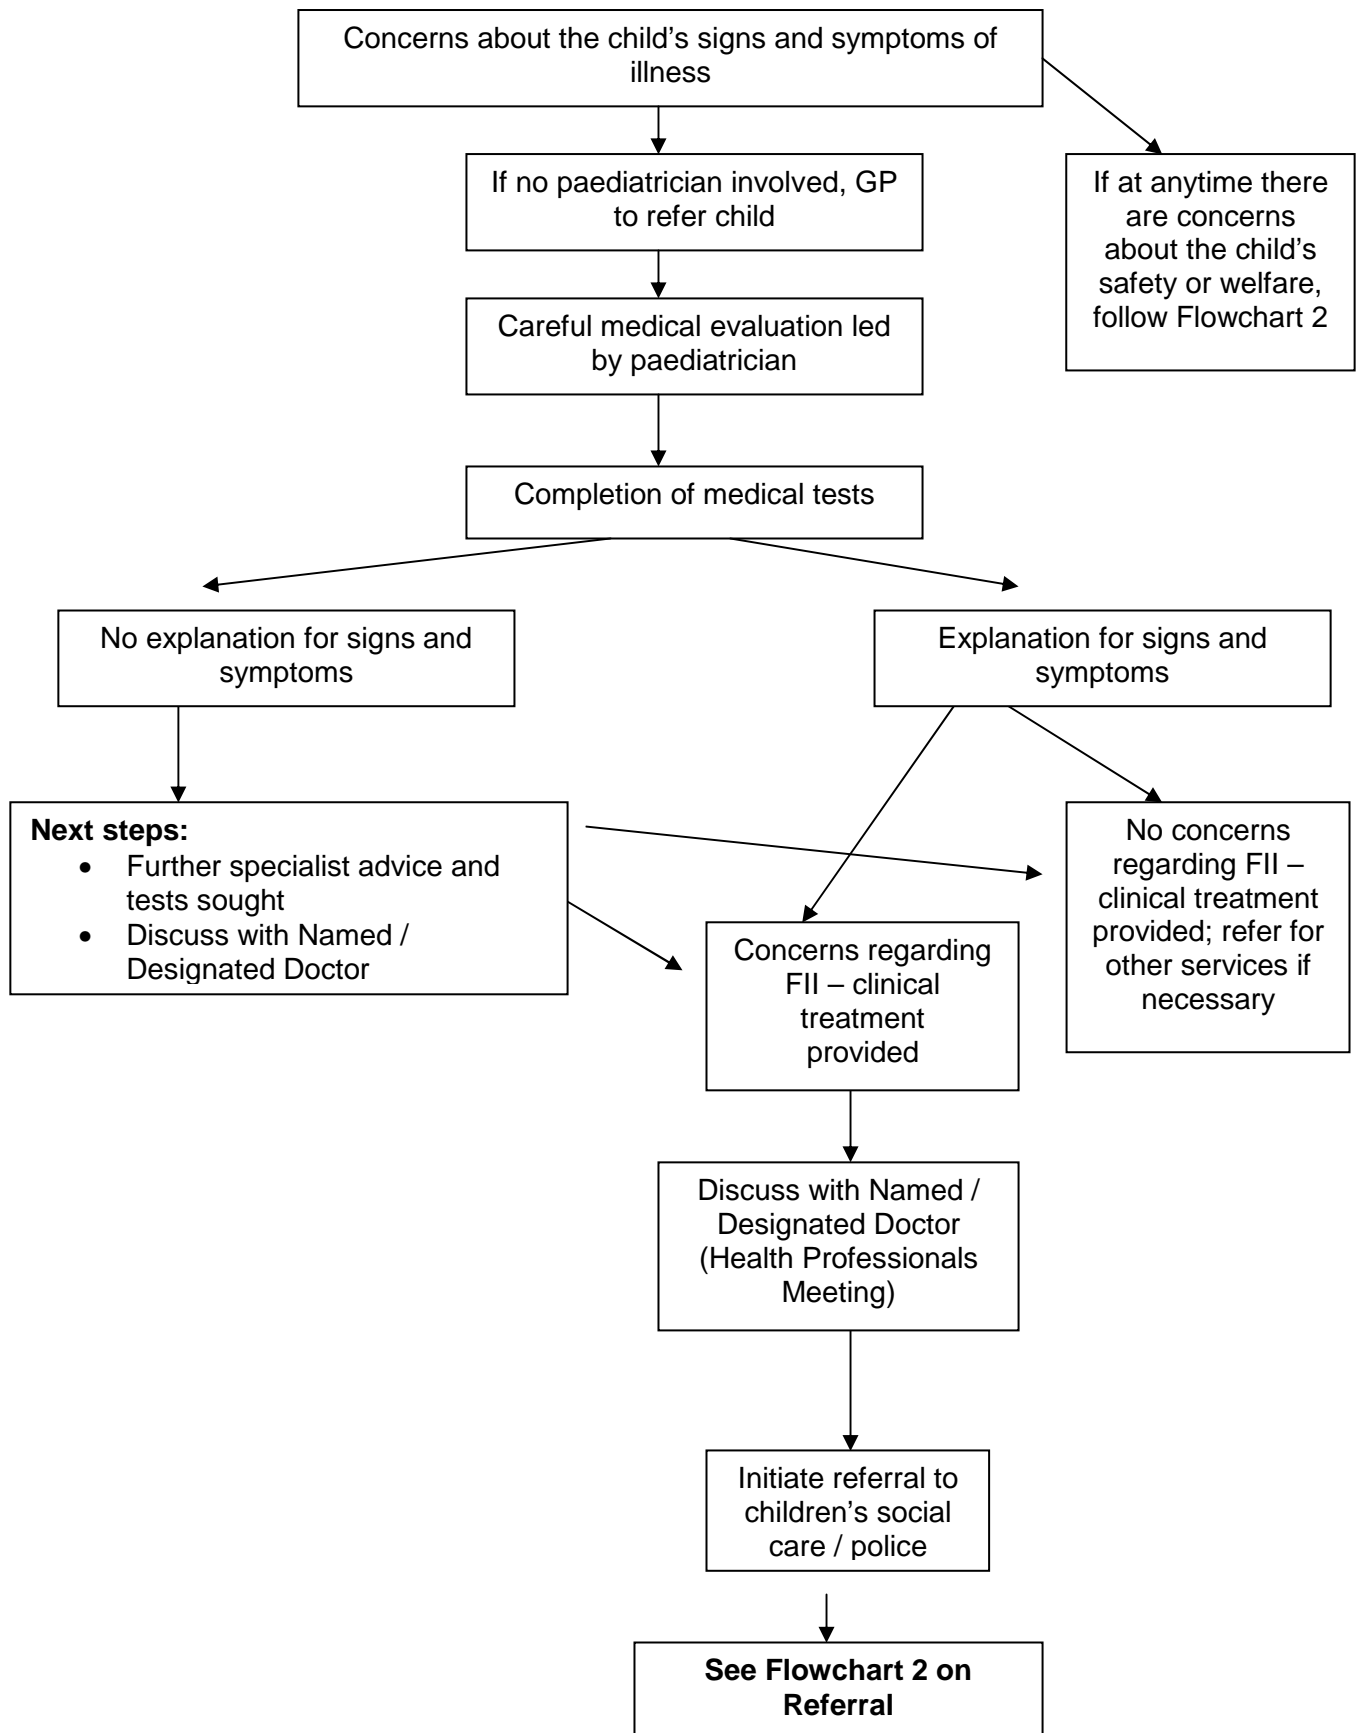 Concerns about the child's signs and symptoms of
illness
If no paediatrician involved, GP
to refer child
If at anytime there
are concerns
about the child's
safety or welfare,
follow Flowchart 2
Careful medical evaluation led
by paediatrician
Completion of medical tests
No explanation for signs and
symptoms
Explanation for signs and
symptoms
Next steps:
• Further specialist advice and
tests sought
• Discuss with Named /
Designated Doctor
No concerns
regarding FII –
clinical treatment
provided; refer for
other services if
necessary
Concerns regarding
FII – clinical
treatment
provided
Discuss with Named /
Designated Doctor
(Health Professionals
Meeting)
Initiate referral to
children's social
care / police
See Flowchart 2 on
Referral